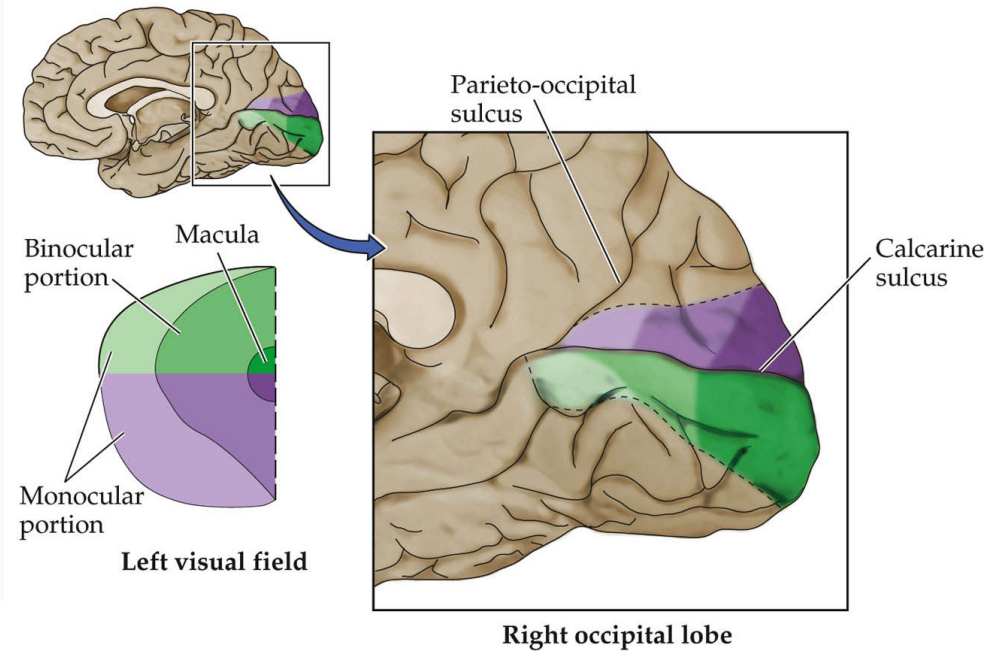 Parieto-occipital
sulcus
Calcarine
sulcus
Binocular
portion
Macula
Monocular
portion
Left visual field
Right occipital lobe